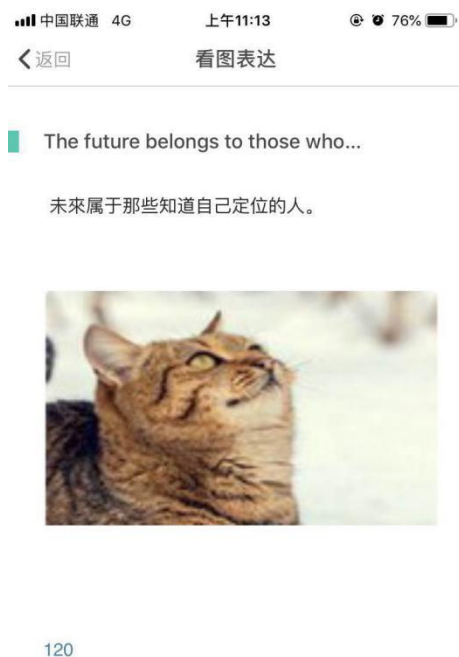 中国联通 4G 上午11:13 76%
返回 看图表达
The future belongs to those who...
未來属于那些知道自己定位的人。
120